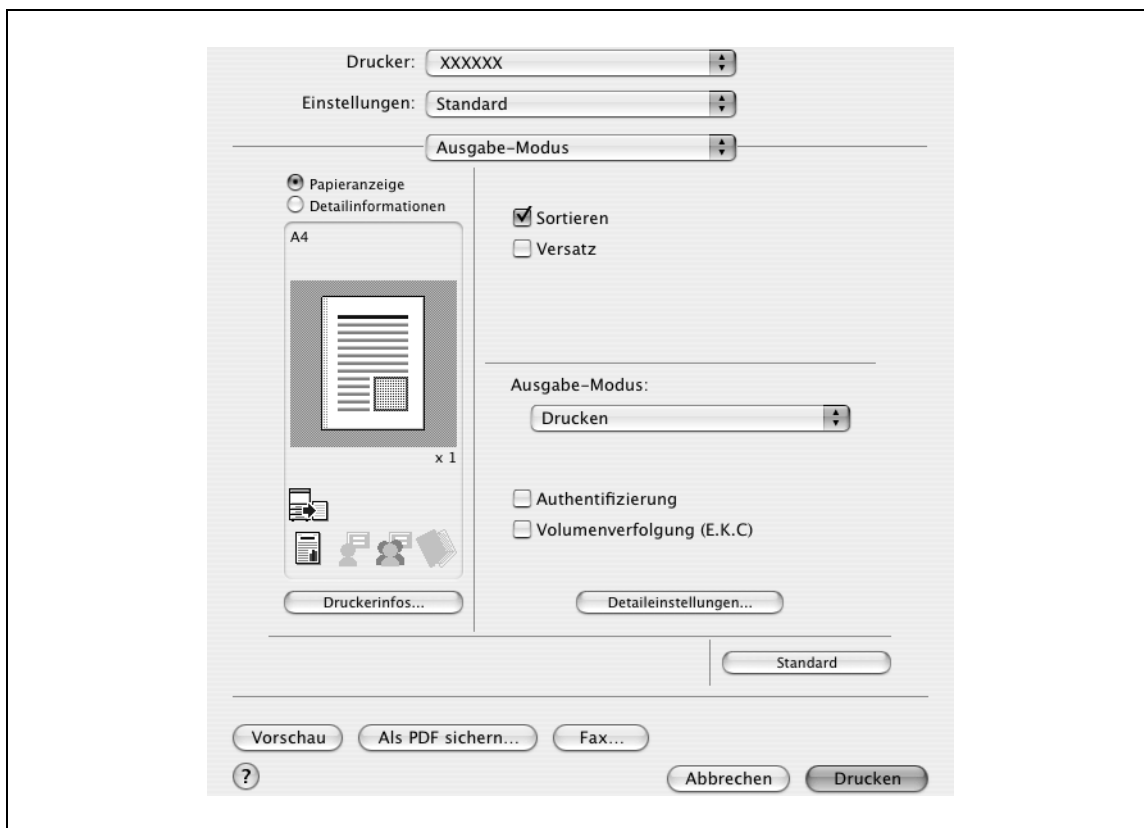 Drucker: XXXXXX
Einstellungen: Standard
Ausgabe-Modus
Papieranzeige
Detailinformationen
A4
x 1
Druckerinfos...
Sortieren
Versatz
Ausgabe-Modus:
Drucken
Authentifizierung
Volumenverfolgung (E.K.C)
Detaileinstellungen...
Standard
Vorschau Als PDF sichern... Fax...
? Abbrechen Drucken